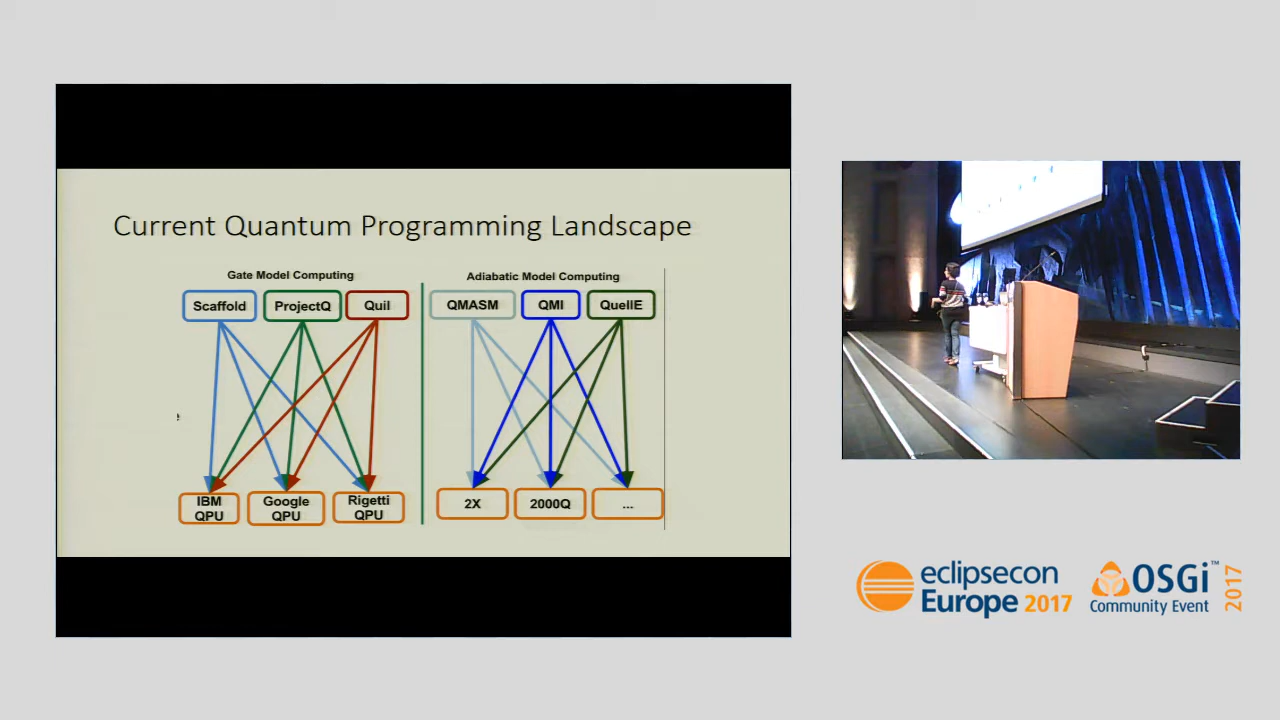 Current Quantum Programming Landscape
Gate Model Computing
Adiabatic Model Computing
Scaffold
ProjectQ
Quil
QMASM
QMI
QuellE
IBM
QPU
Google
QPU
Rigetti
QPU
2X
2000Q
...
eclipsecon
Europe 2017
OSGi™
Community Event
2017